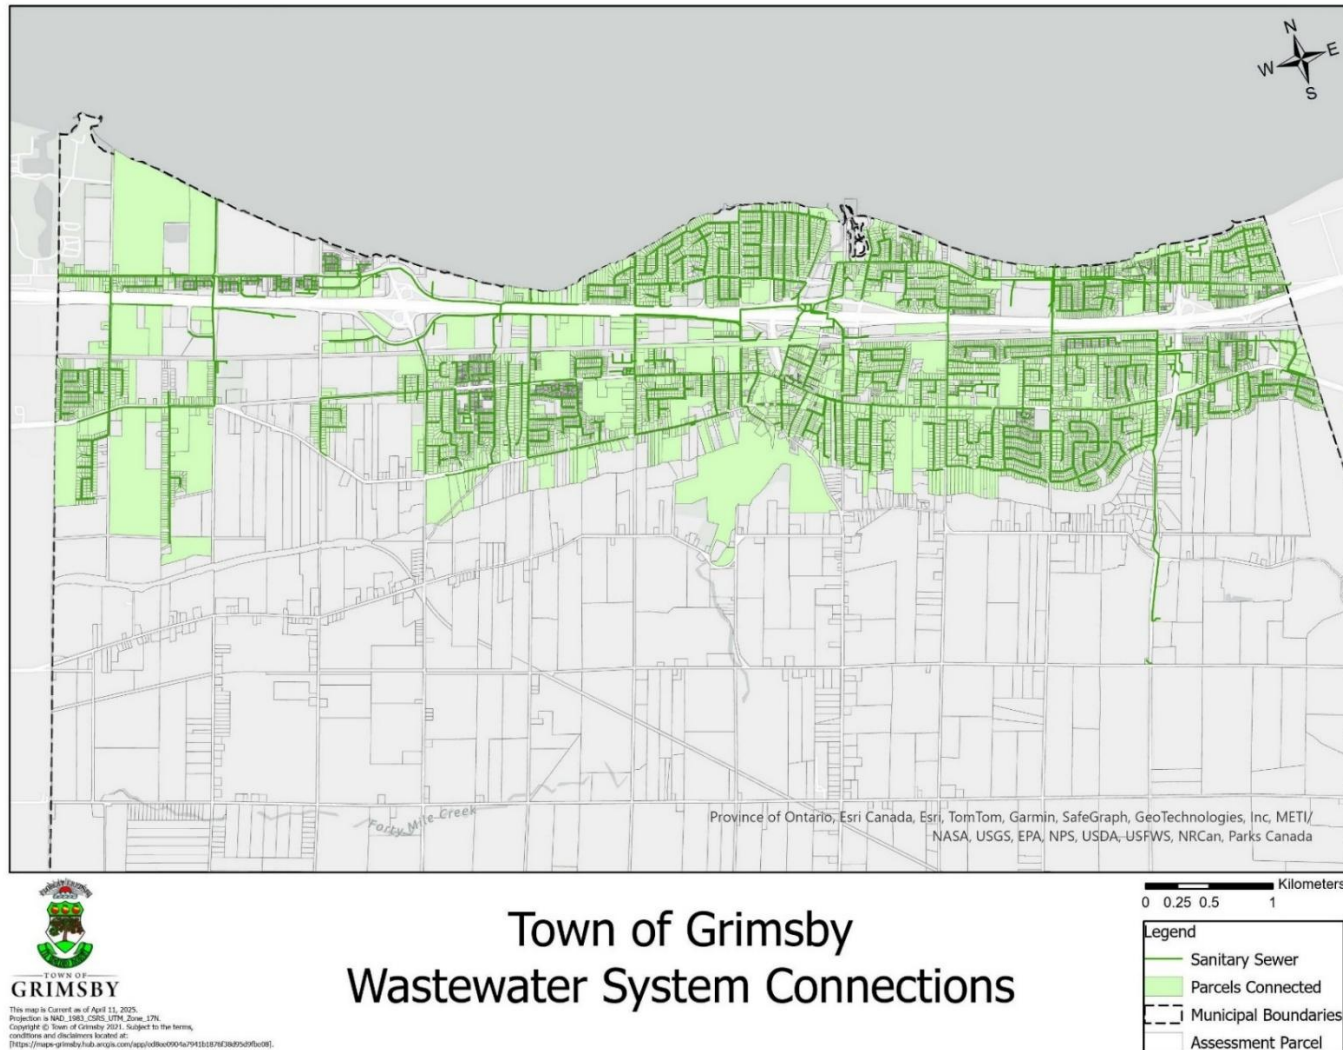 N
W E
S
Forty Mile Creek
Province of Ontario, Esri Canada, Esri, TomTom, Garmin, SafeGraph, GeoTechnologies, Inc, METI/
NASA, USGS, EPA, NPS, USDA, USFWS, NRCan, Parks Canada
TOWN OF
GRIMSBY
This map is Current as of April 11, 2025.
Projection is NAD_1983_CSRS_UTM_Zone_17N.
Copyright © Town of Grimsby 2021. Subject to the terms,
conditions and disclaimers located at:
Town of Grimsby
Wastewater System Connections
Kilometers
0 0.25 0.5 1
Legend
Sanitary Sewer
Parcels Connected
Municipal Boundaries
Assessment Parcel